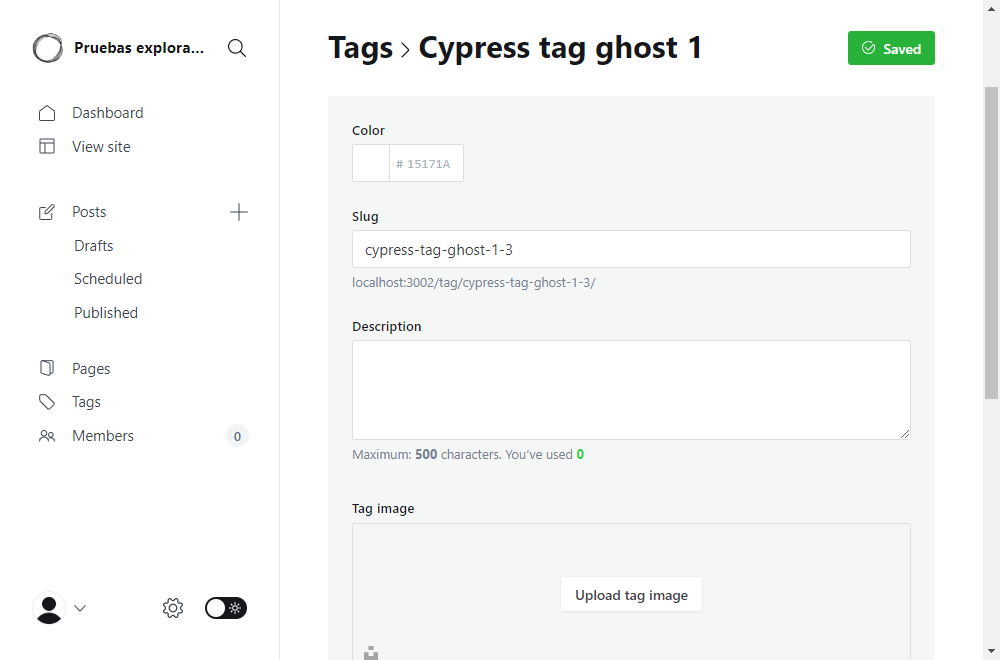 Pruebas explora...
Dashboard
View site
Posts
Drafts
Scheduled
Published
Pages
Tags
Members
0
Tags > Cypress tag ghost 1
Saved
Color
# 15171A
Slug
cypress-tag-ghost-1-3
localhost:3002/tag/cypress-tag-ghost-1-3/
Description
Maximum: 500 characters. You’ve used 0
Tag image
Upload tag image